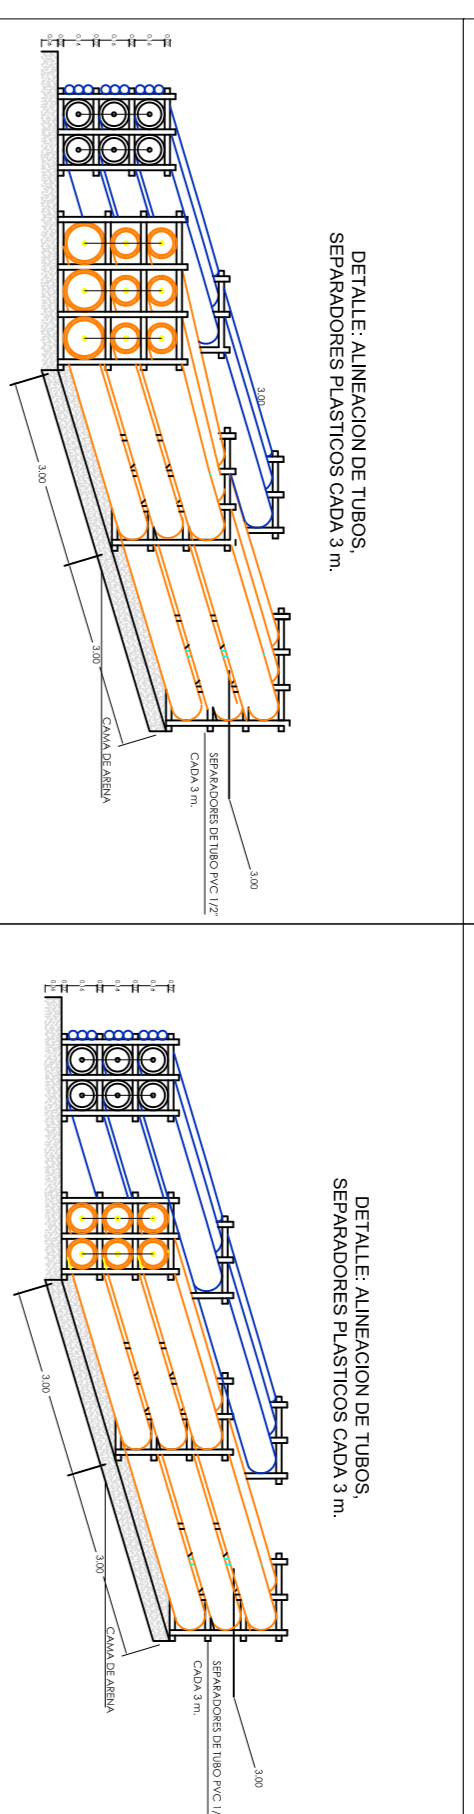 DETALLE: ALINEACION DE TUBOS,
SEPARADORES PLASTICOS CADA 3 m.
3.00
3.00
3.00
3.00
CAMA DE ARENA
SEPARADORES DE TUBO PVC 1/2"
CADA 3 m.
DETALLE: ALINEACION DE TUBOS,
SEPARADORES PLASTICOS CADA 3 m.
3.00
3.00
3.00
CAMA DE ARENA
SEPARADORES DE TUBO PVC 1/
CADA 3 m.